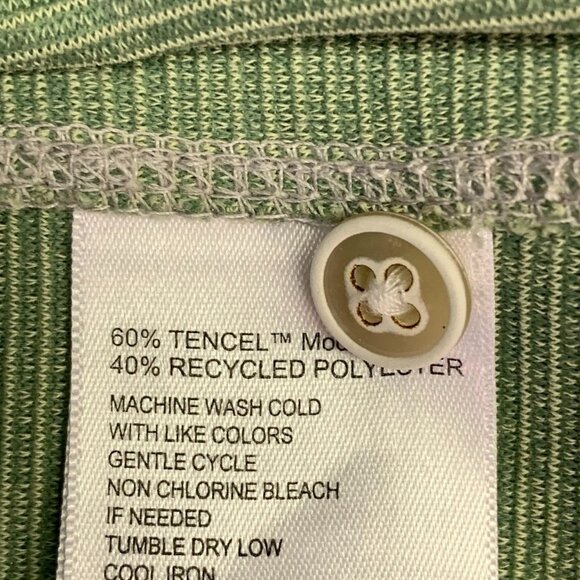 60% TENCEL™
40% RECYCLED POLYESTER
MACHINE WASH COLD
WITH LIKE COLORS
GENTLE CYCLE
NON CHLORINE BLEACH
IF NEEDED
TUMBLE DRY LOW
COOL IRON